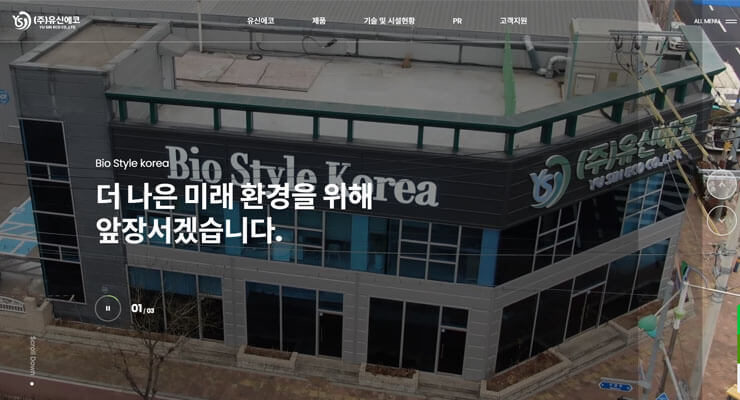 (주)유신에코
YU SIN ECO CO.,LTD.
유신에코 제품 기술 및 시설현황 PR 고객지원
ALL MENU
Bio Style Korea
(주)유신에코
YU SIN ECO CO.,LTD.
Bio Style korea
더 나은 미래 환경을 위해
앞장서겠습니다.
01 / 03
Scroll Down